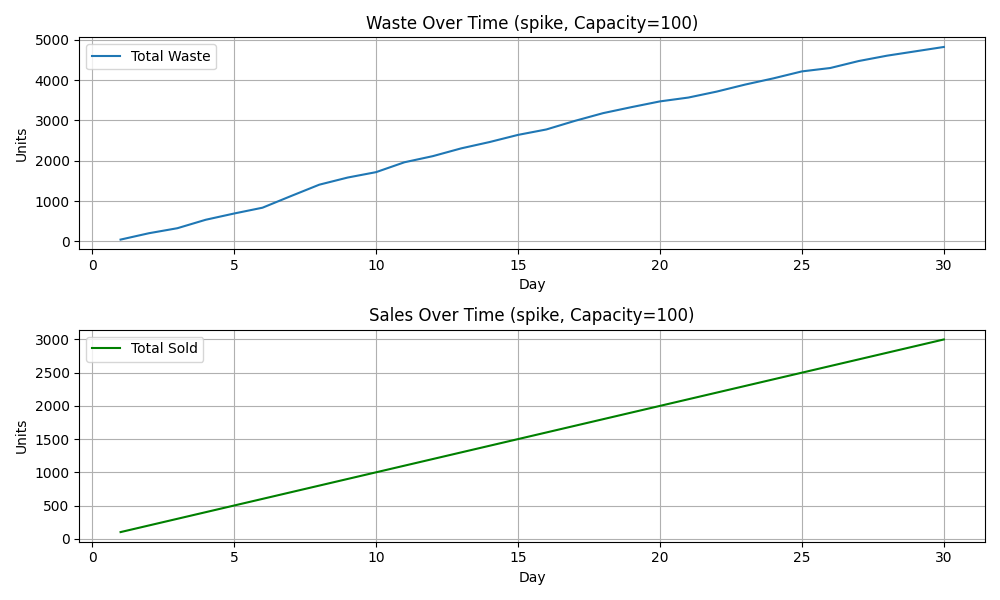 Waste Over Time (spike, Capacity=100)
Total Waste
Units
5000
4000
3000
2000
1000
0
0 5 10 15 20 25 30
Day
Sales Over Time (spike, Capacity=100)
Total Sold
Units
3000
2500
2000
1500
1000
500
0
0 5 10 15 20 25 30
Day